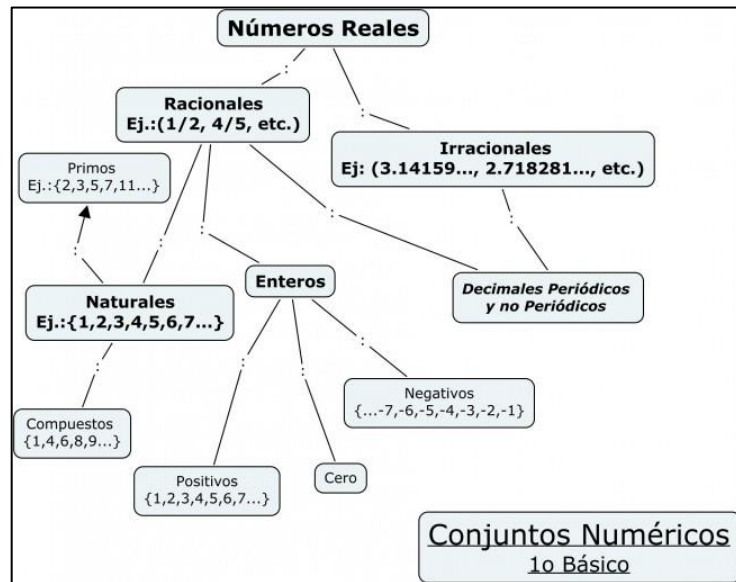 Números Reales
Racionales
Ej.:(1/2, 4/5, etc.)
Irracionales
Ej: (3.14159..., 2.718281..., etc.)
Primos
Ej.:{2,3,5,7,11...}
Enteros
Decimales Periódicos
y no Periódicos
Naturales
Ej.:{1,2,3,4,5,6,7...}
Negativos
{...-7,-6,-5,-4,-3,-2,-1}
Compuestos
{1,4,6,8,9...}
Positivos
{1,2,3,4,5,6,7...}
Cero
Conjuntos Numéricos
1o Básico